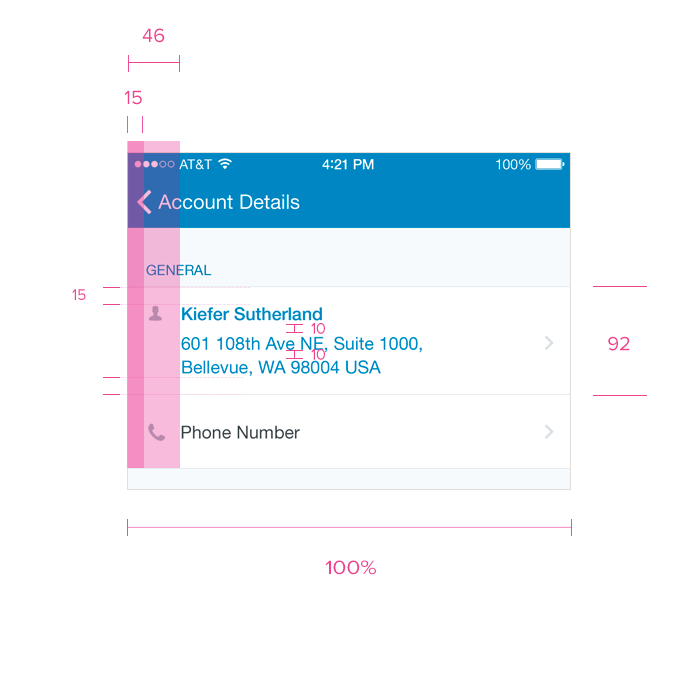 46
15
AT&T 4:21 PM 100%
Account Details
GENERAL
15
Kiefer Sutherland
10
601 108th Ave NE, Suite 1000,
92
10
Bellevue, WA 98004 USA
Phone Number
100%